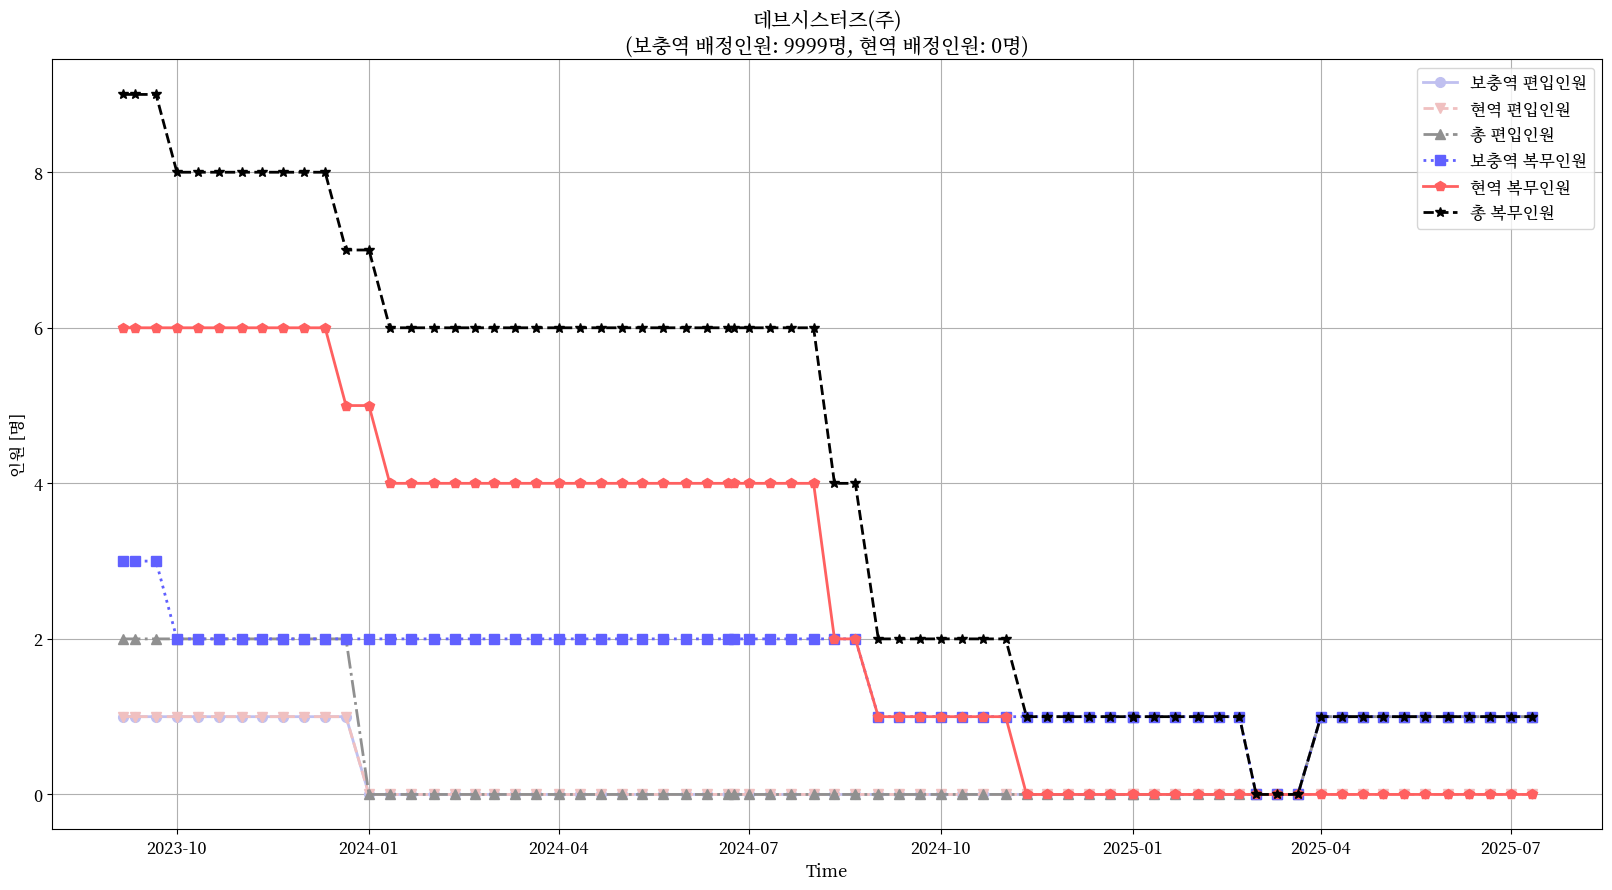 데브시스터즈(주)
(보충역 배정인원: 9999명, 현역 배정인원: 0명)
보충역 편입인원
현역 편입인원
총 편입인원
보충역 복무인원
현역 복무인원
총 복무인원
인원 [명]
8
6
4
2
0
2023-10
2024-01
2024-04
2024-07
2024-10
2025-01
2025-04
2025-07
Time